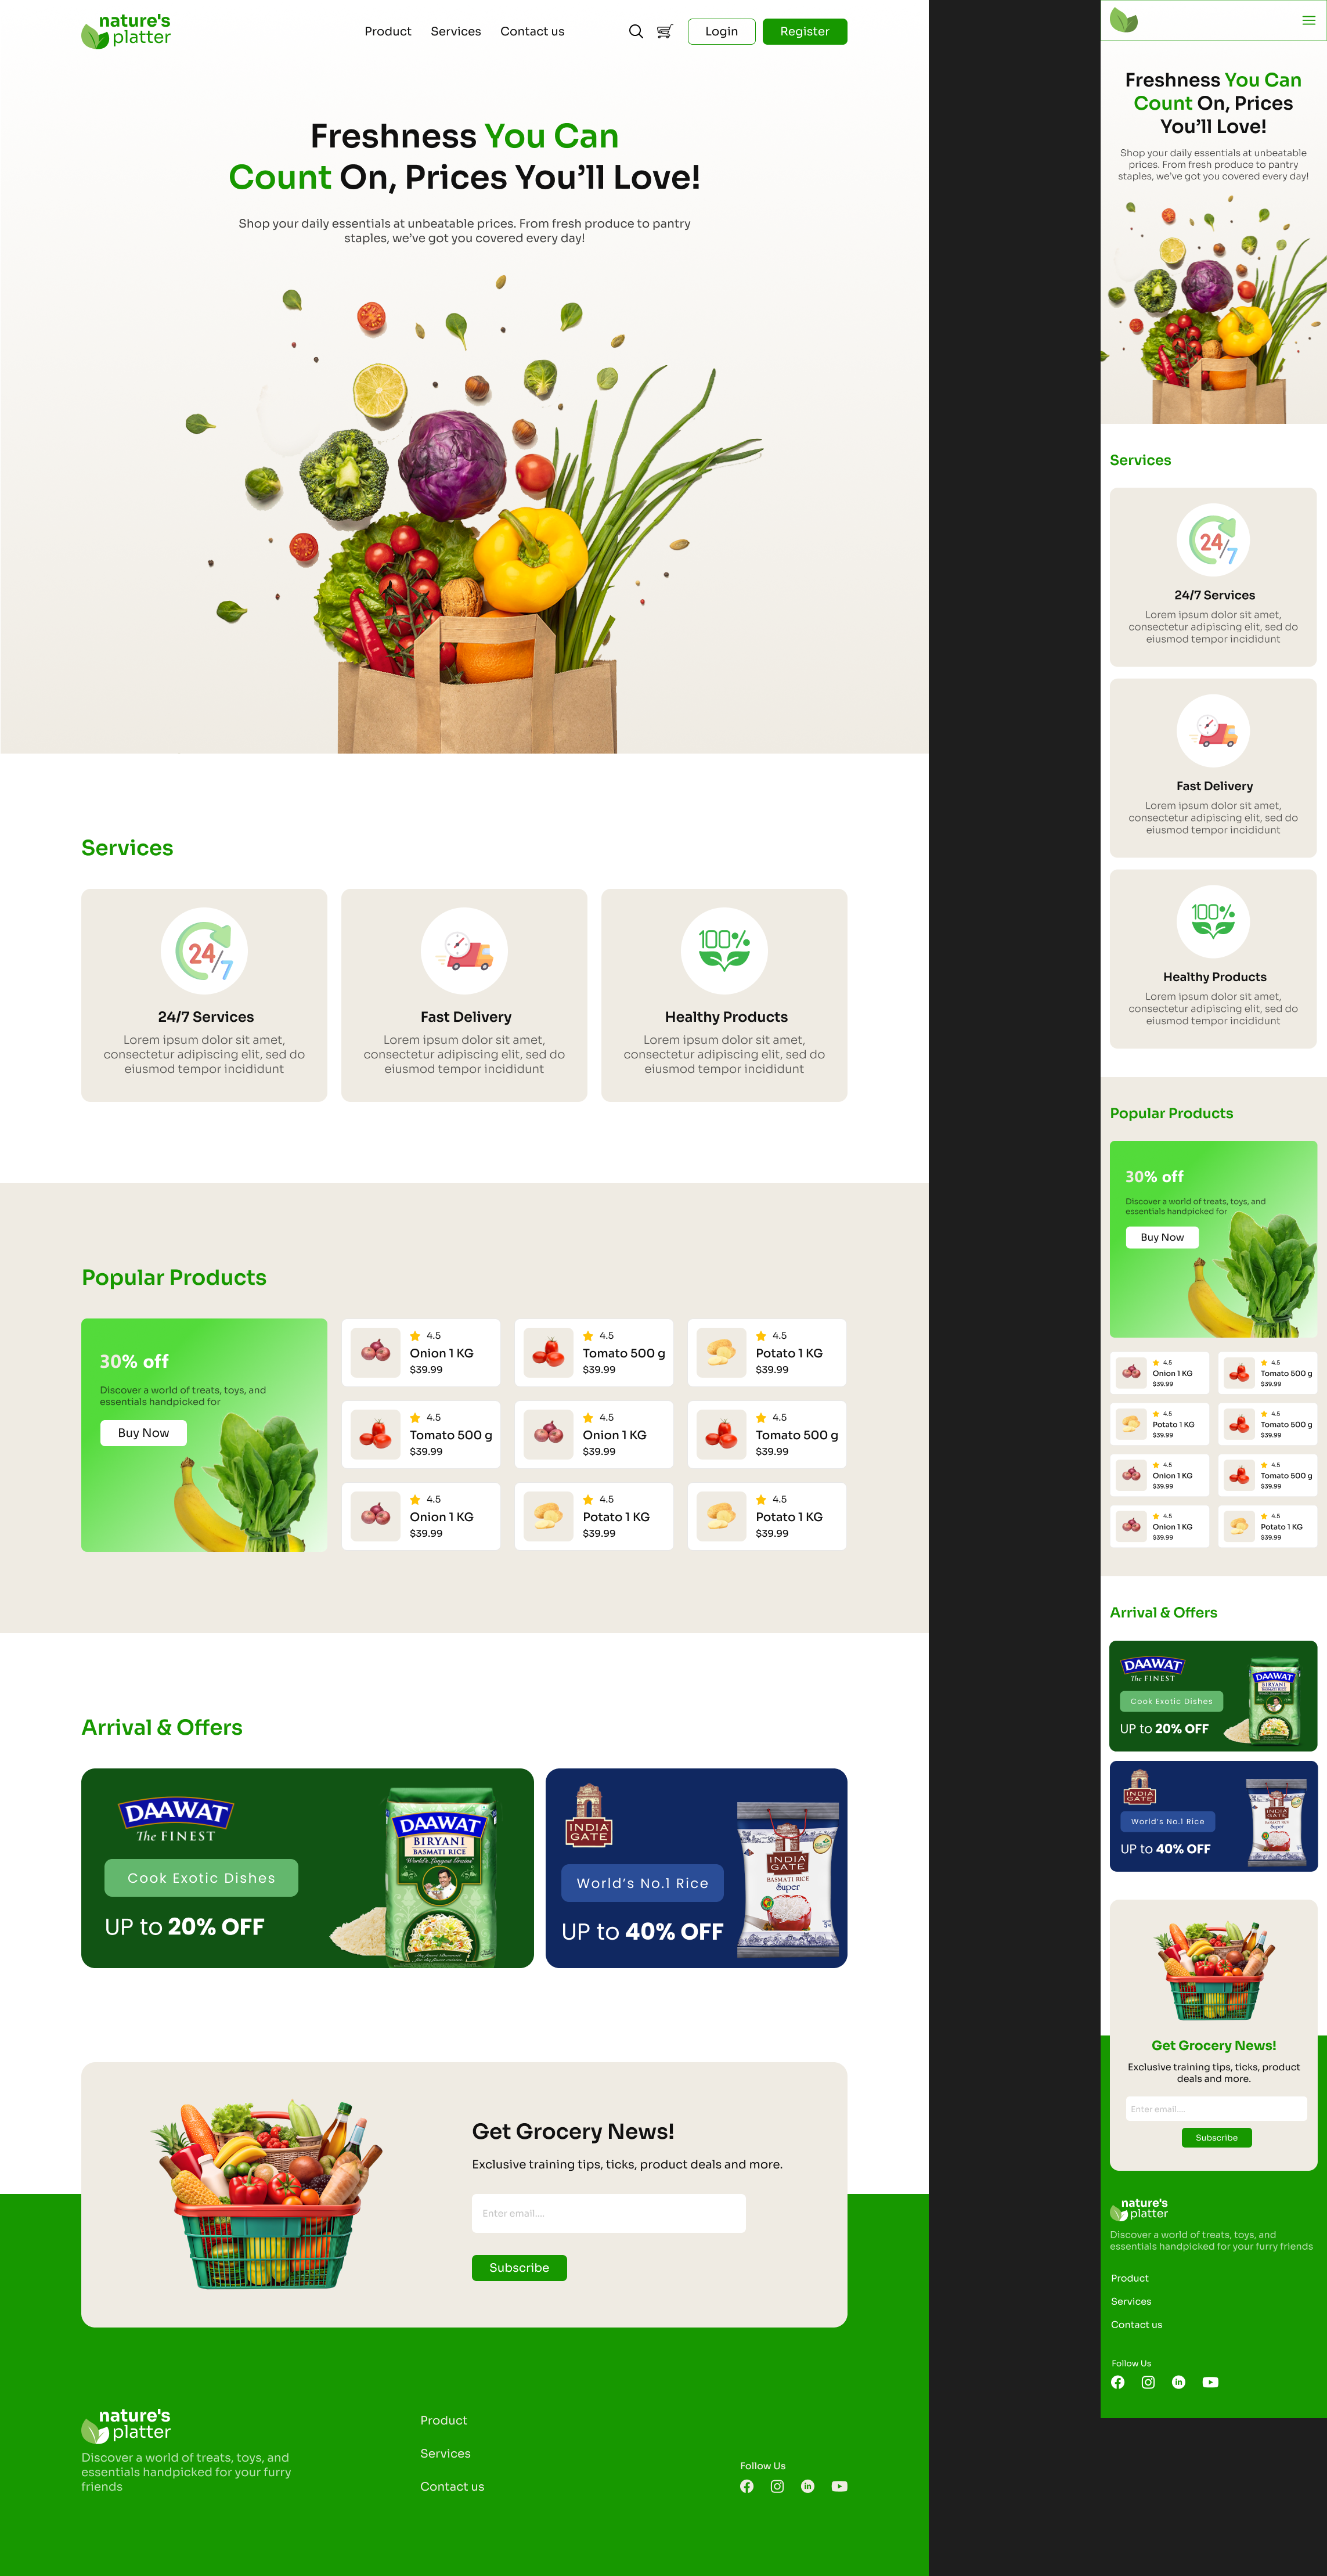 nature's
platter
Product
Services
Contact us
Login
Register
Freshness You Can
Count On, Prices You’ll Love!
Shop your daily essentials at unbeatable prices. From fresh produce to pantry
staples, we’ve got you covered every day!
Services
24/7
24/7 Services
Lorem ipsum dolor sit amet,
consectetur adipiscing elit, sed do
eiusmod tempor incididunt
Fast Delivery
Lorem ipsum dolor sit amet,
consectetur adipiscing elit, sed do
eiusmod tempor incididunt
100%
Healthy Products
Lorem ipsum dolor sit amet,
consectetur adipiscing elit, sed do
eiusmod tempor incididunt
Popular Products
30% off
Discover a world of treats, toys, and
essentials handpicked for
Buy Now
4.5
Onion 1 KG
$39.99
4.5
Tomato 500 g
$39.99
4.5
Potato 1 KG
$39.99
4.5
Tomato 500 g
$39.99
4.5
Onion 1 KG
$39.99
4.5
Tomato 500 g
$39.99
4.5
Onion 1 KG
$39.99
4.5
Potato 1 KG
$39.99
4.5
Potato 1 KG
$39.99
Arrival & Offers
DAAWAT
The FINEST
Cook Exotic Dishes
UP to 20% OFF
DAAWAT
BIRYANI
BASMATI RICE
World's Longest Grains
INDIA
GATE
World’s No.1 Rice
UP to 40% OFF
INDIA
GATE
BASMATI RICE
Super
Get Grocery News!
Exclusive training tips, ticks, product deals and more.
Enter email....
Subscribe
nature's
platter
Discover a world of treats, toys, and
essentials handpicked for your furry
friends
Product
Services
Contact us
Follow Us
Freshness You Can
Count On, Prices
You’ll Love!
Shop your daily essentials at unbeatable
prices. From fresh produce to pantry
staples, we’ve got you covered every day!
Services
24/7
24/7 Services
Lorem ipsum dolor sit amet,
consectetur adipiscing elit, sed do
eiusmod tempor incididunt
Fast Delivery
Lorem ipsum dolor sit amet,
consectetur adipiscing elit, sed do
eiusmod tempor incididunt
100%
Healthy Products
Lorem ipsum dolor sit amet,
consectetur adipiscing elit, sed do
eiusmod tempor incididunt
Popular Products
30% off
Discover a world of treats, toys, and
essentials handpicked for
Buy Now
4.5
Onion 1 KG
$39.99
4.5
Tomato 500 g
$39.99
4.5
Potato 1 KG
$39.99
4.5
Tomato 500 g
$39.99
4.5
Onion 1 KG
$39.99
4.5
Tomato 500 g
$39.99
4.5
Onion 1 KG
$39.99
4.5
Potato 1 KG
$39.99
Arrival & Offers
DAAWAT
The FINEST
Cook Exotic Dishes
UP to 20% OFF
DAAWAT
BIRYANI
BASMATI RICE
INDIA
GATE
World’s No.1 Rice
UP to 40% OFF
INDIA
GATE
Super
Get Grocery News!
Exclusive training tips, ticks, product
deals and more.
Enter email....
Subscribe
nature's
platter
Discover a world of treats, toys, and
essentials handpicked for your furry friends
Product
Services
Contact us
Follow Us